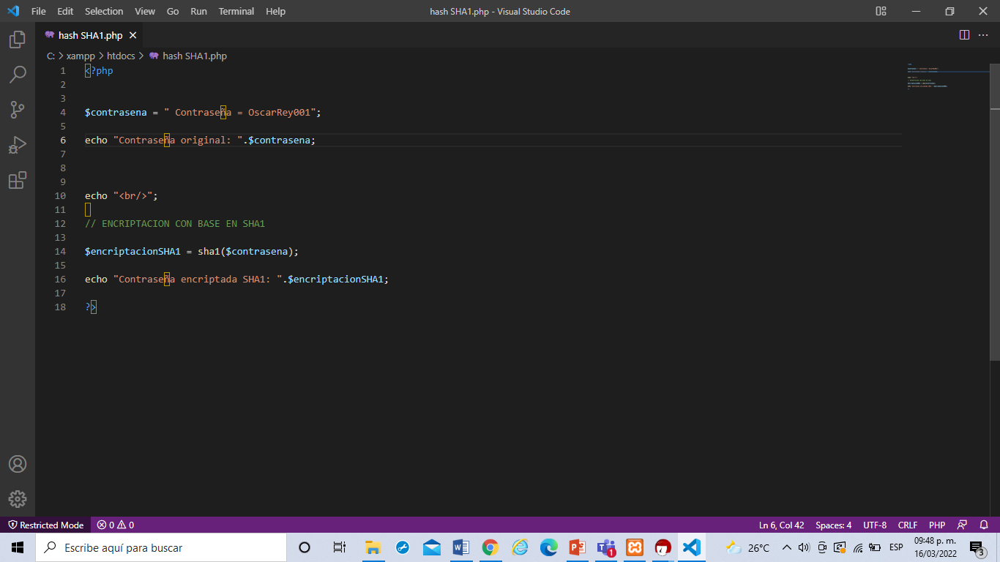 File Edit Selection View Go Run Terminal Help hash SHA1.php - Visual Studio Code
hash SHA1.php
C: > xampp > htdocs > hash SHA1.php
1 <?php
2
3
4 $contrasena = " Contraseña = OscarRey001";
5
6 echo "Contraseña original: ".$contrasena;
7
8
9
10 echo "<br/>";
11
12 // ENCRIPTACION CON BASE EN SHA1
13
14 $encriptacionSHA1 = sha1($contrasena);
15
16 echo "Contraseña encriptada SHA1: ".$encriptacionSHA1;
17
18 ?>
Restricted Mode 0 0 Ln 6, Col 42 Spaces: 4 UTF-8 CRLF PHP
Escribe aquí para buscar 1 26°C ESP 09:48 p. m.
16/03/2022 3